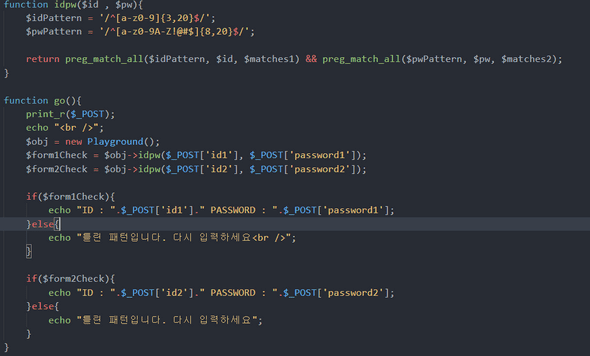 function idpw($id , $pw){
$idPattern = '/^[a-z0-9]{3,20}$/';
$pwPattern = '/^[a-z0-9A-Z!@#$]{8,20}$/';
return preg_match_all($idPattern, $id, $matches1) && preg_match_all($pwPattern, $pw, $matches2);
}
function go(){
print_r($_POST);
echo "<br />";
$obj = new Playground();
$form1Check = $obj->idpw($_POST['id1'], $_POST['password1']);
$form2Check = $obj->idpw($_POST['id2'], $_POST['password2']);
if($form1Check){
echo "ID : ".$_POST['id1']." PASSWORD : ".$_POST['password1'];
}else{
echo "틀린 패턴입니다. 다시 입력하세요<br />";
}
if($form2Check){
echo "ID : ".$_POST['id2']." PASSWORD : ".$_POST['password2'];
}else{
echo "틀린 패턴입니다. 다시 입력하세요";
}
}